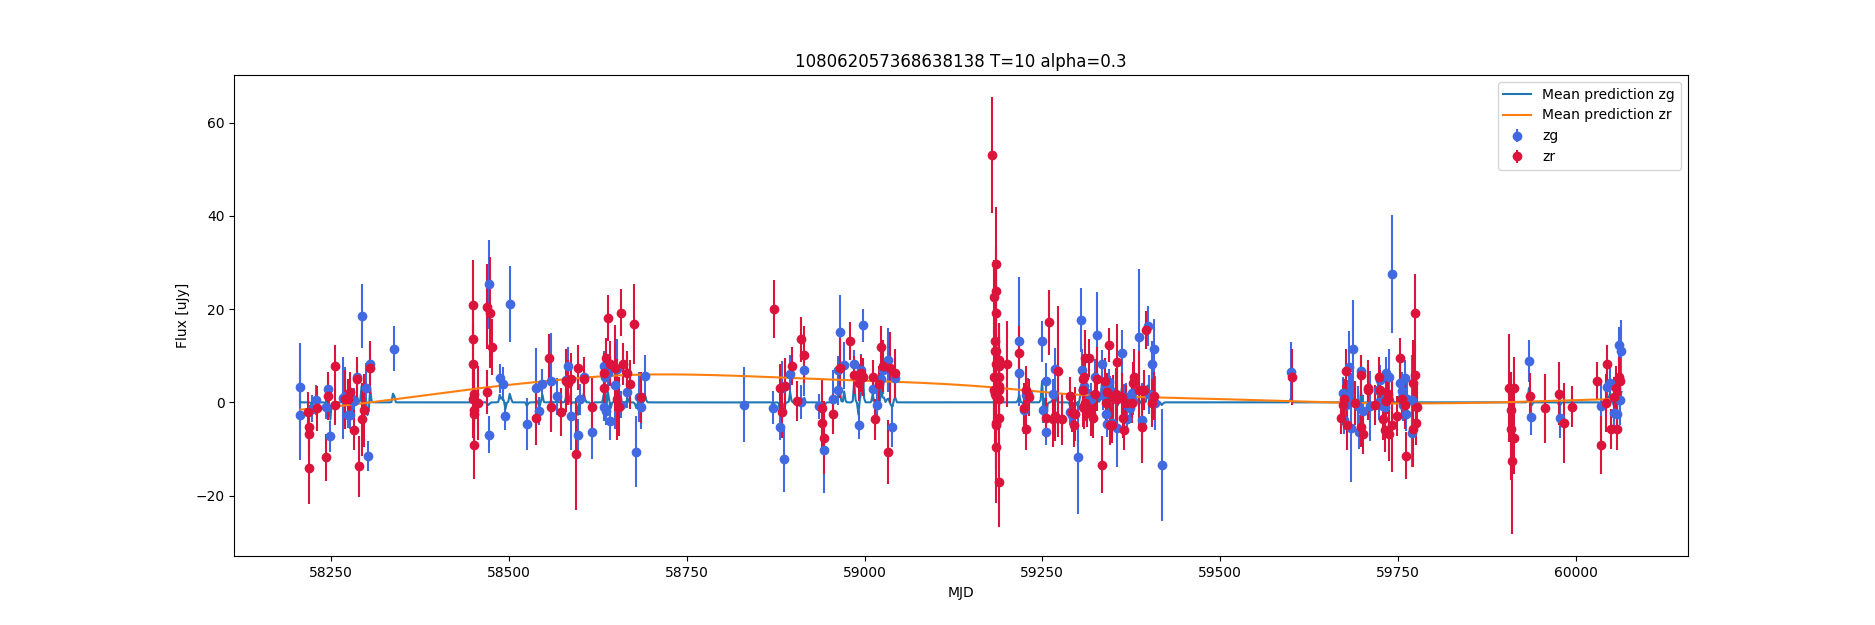 108062057368638138 T=10 alpha=0.3
Mean prediction zg
Mean prediction zr
zg
zr
Flux [uJy]
60
40
20
0
−20
58250 58500 58750 59000 59250 59500 59750 60000
MJD